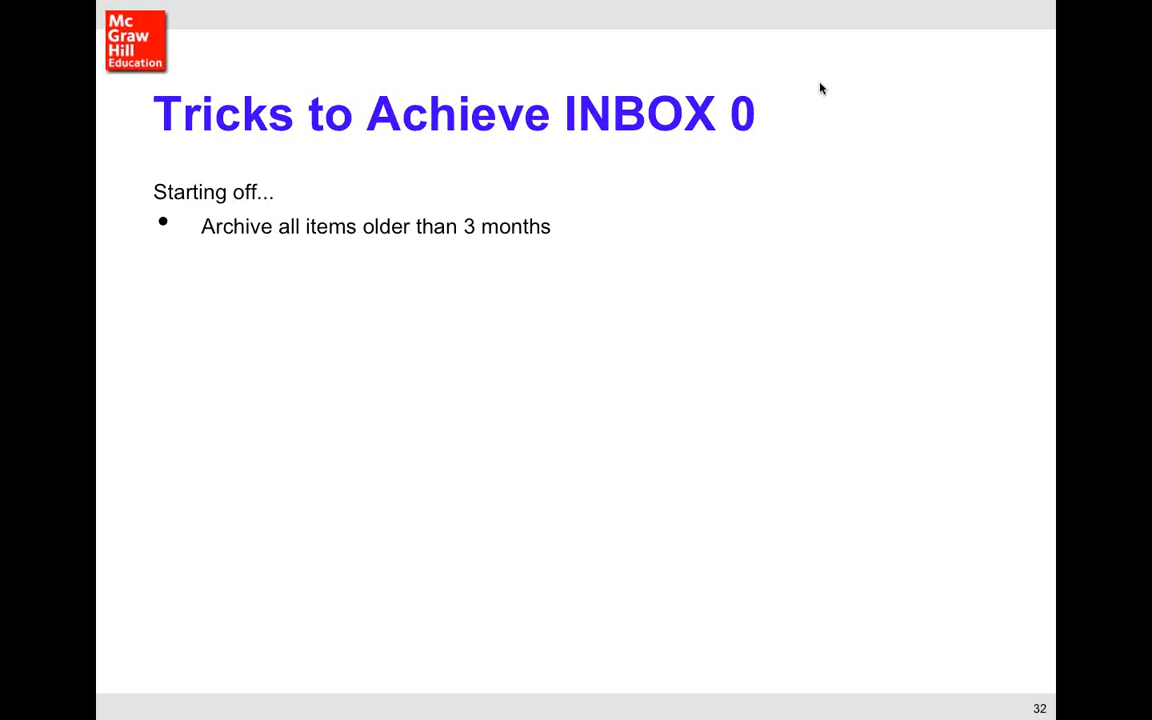 Mc
Graw
Hill
Education
Tricks to Achieve INBOX 0
Starting off...
• Archive all items older than 3 months
32